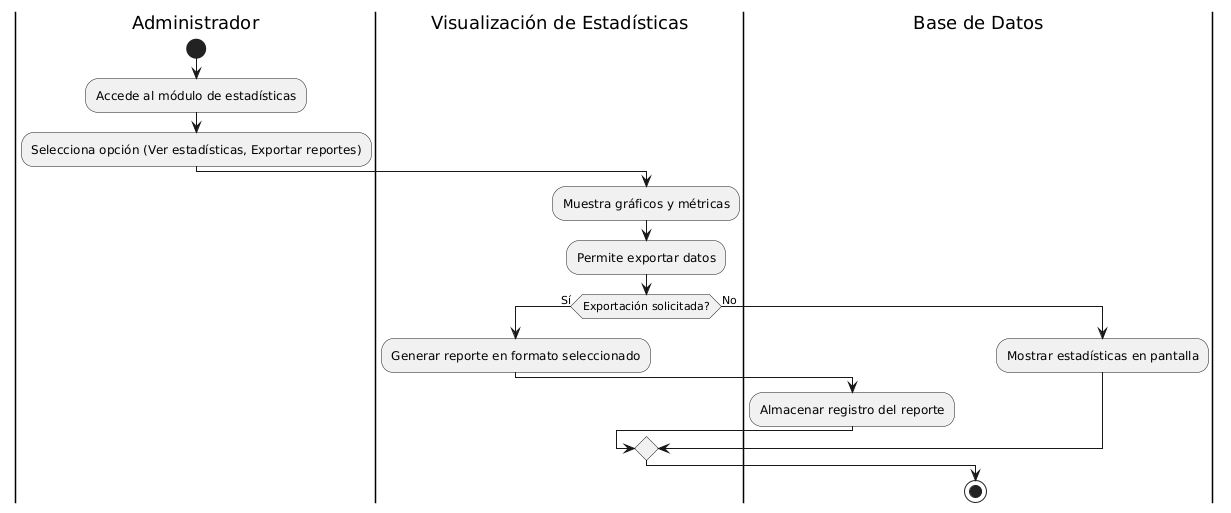 Administrador
Visualización de Estadísticas
Base de Datos
Accede al módulo de estadísticas
Selecciona opción (Ver estadísticas, Exportar reportes)
Muestra gráficos y métricas
Permite exportar datos
Sí
Exportación solicitada?
No
Generar reporte en formato seleccionado
Mostrar estadísticas en pantalla
Almacenar registro del reporte